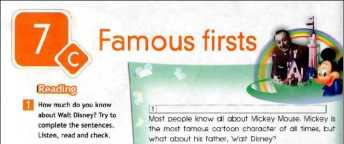 7 C
Famous firsts
Reading
1 How much do you know
about Walt Disney? Try to
complete the sentences.
Listen, read and check.
1
Most people know all about Mickey Mouse. Mickey is
the most famous cartoon character of all times, but
what about his father, Walt Disney?